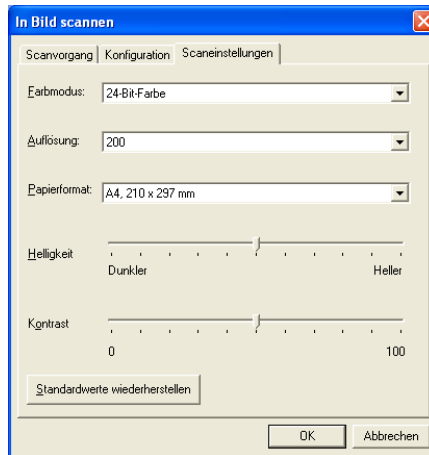 In Bild scannen
Scanvorgang Konfiguration Scaneinstellungen
Farbmodus: 24-Bit-Farbe
Auflösung: 200
Papierformat: A4, 210 x 297 mm
Helligkeit
Dunkler Heller
Kontrast
0 100
Standardwerte wiederherstellen
OK Abbrechen